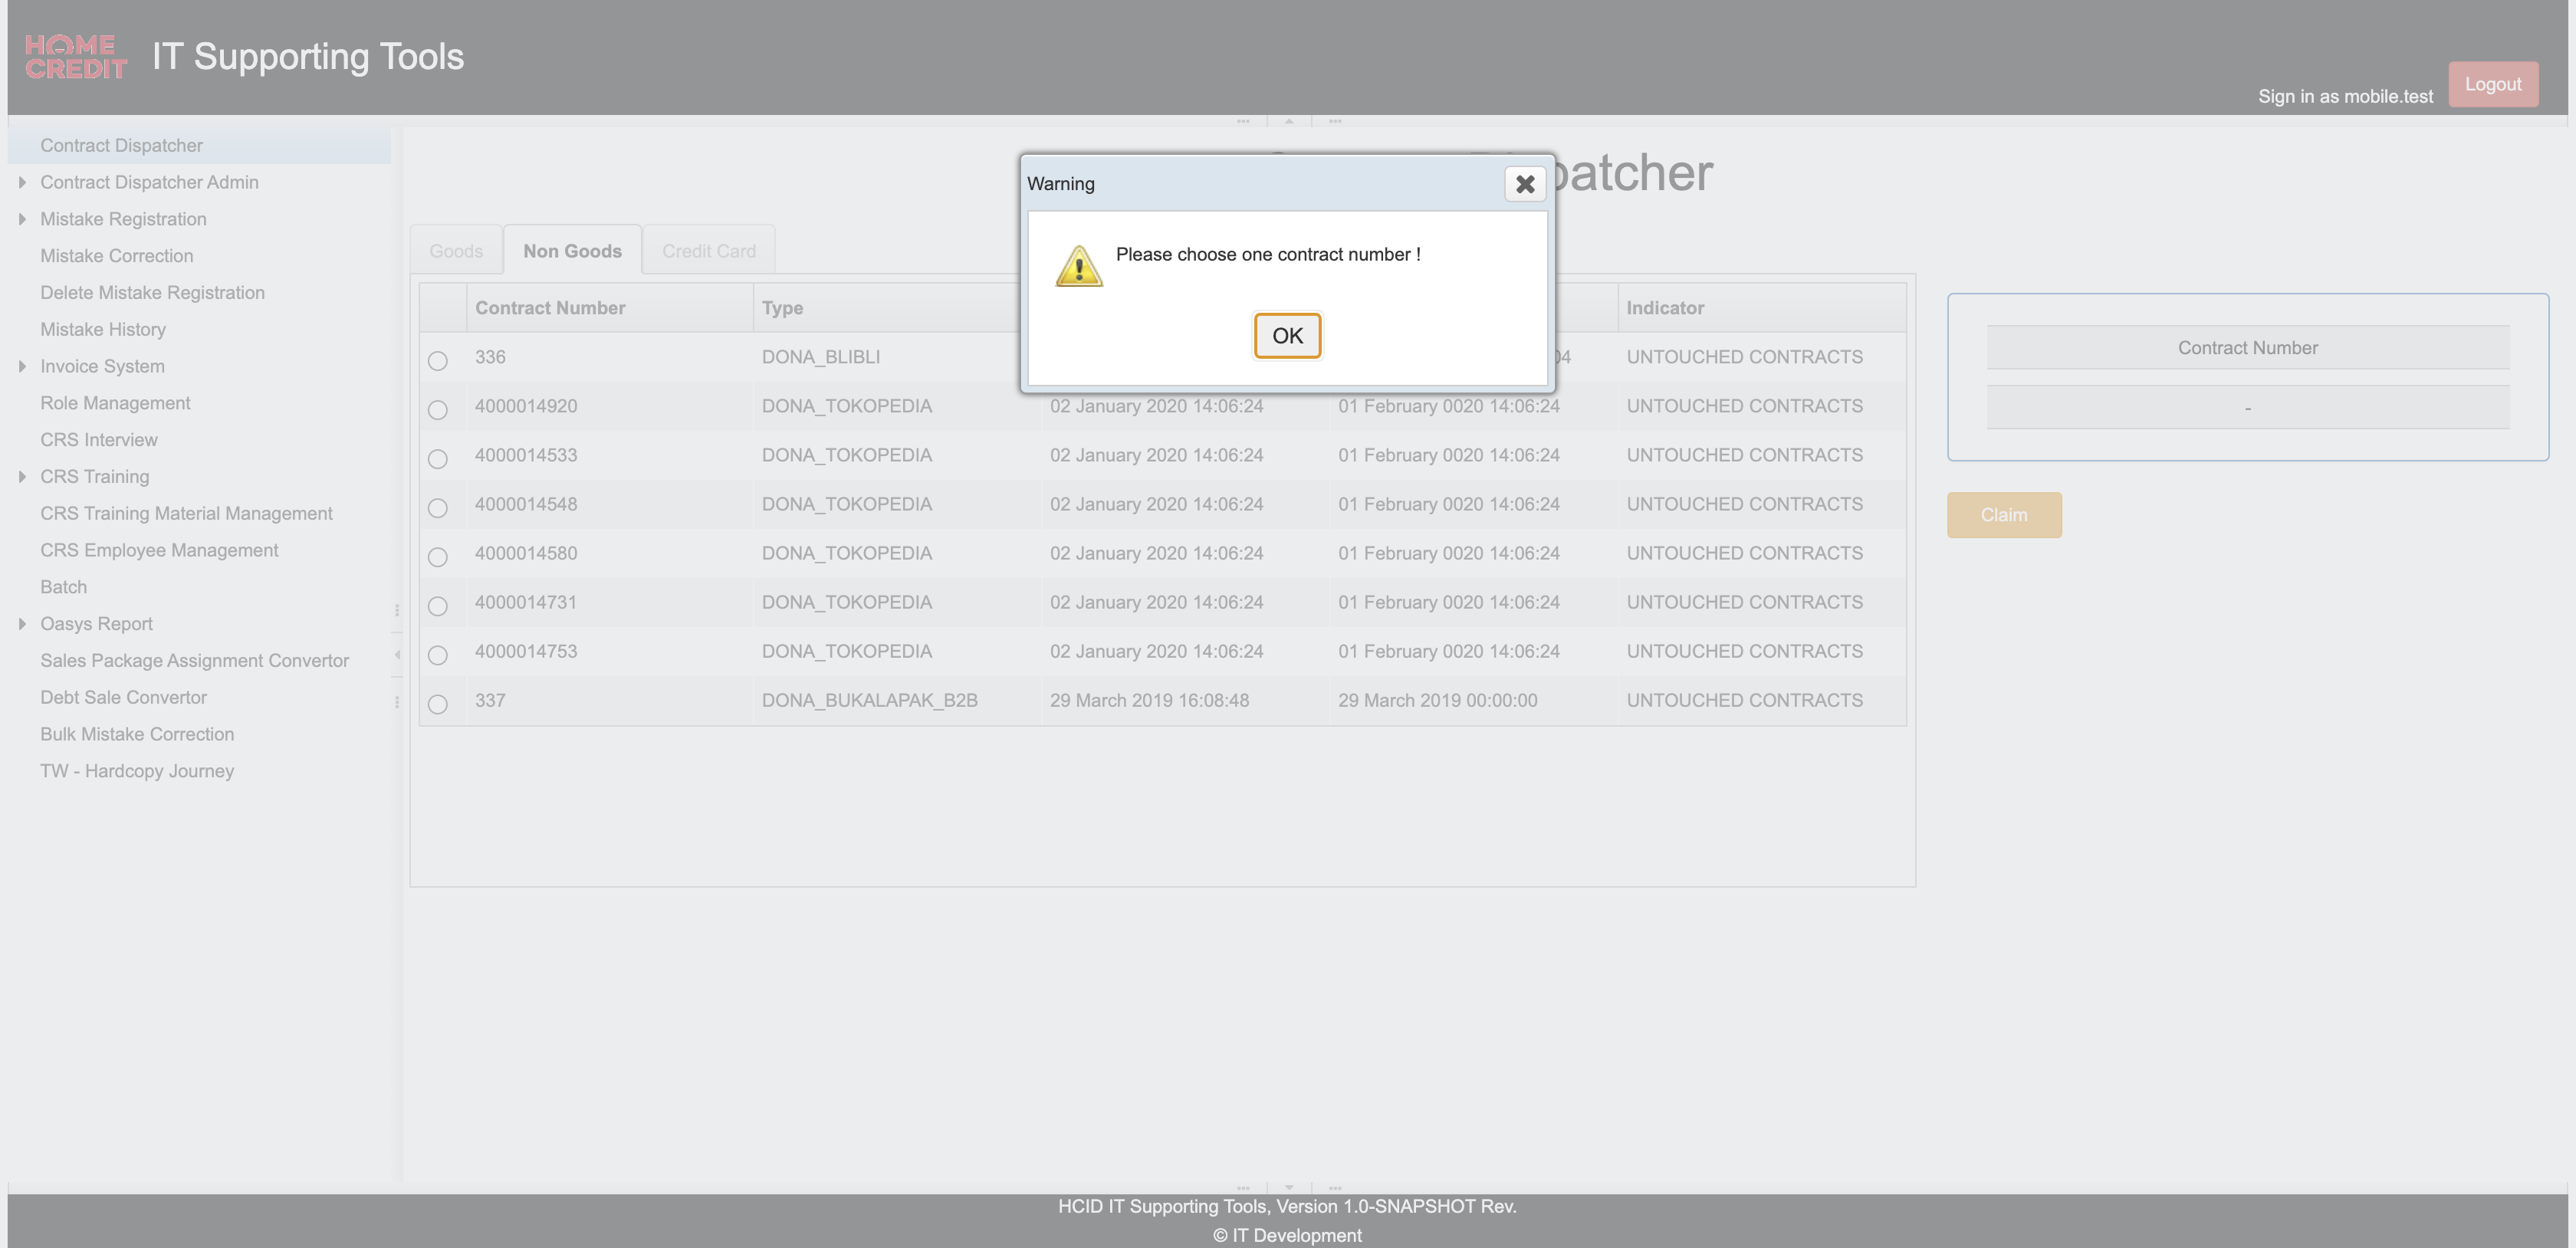 HOME
CREDIT
IT Supporting Tools
Sign in as mobile.test
Logout
Contract Dispatcher
Contract Dispatcher Admin
Mistake Registration
Mistake Correction
Delete Mistake Registration
Mistake History
Invoice System
Role Management
CRS Interview
CRS Training
CRS Training Material Management
CRS Employee Management
Batch
Oasys Report
Sales Package Assignment Convertor
Debt Sale Convertor
Bulk Mistake Correction
TW - Hardcopy Journey
patcher
Warning
Please choose one contract number !
OK
Goods Non Goods Credit Card
Contract Number Type Indicator
336 DONA_BLIBLI 04 UNTOUCHED CONTRACTS
4000014920 DONA_TOKOPEDIA 02 January 2020 14:06:24 01 February 0020 14:06:24 UNTOUCHED CONTRACTS
4000014533 DONA_TOKOPEDIA 02 January 2020 14:06:24 01 February 0020 14:06:24 UNTOUCHED CONTRACTS
4000014548 DONA_TOKOPEDIA 02 January 2020 14:06:24 01 February 0020 14:06:24 UNTOUCHED CONTRACTS
4000014580 DONA_TOKOPEDIA 02 January 2020 14:06:24 01 February 0020 14:06:24 UNTOUCHED CONTRACTS
4000014731 DONA_TOKOPEDIA 02 January 2020 14:06:24 01 February 0020 14:06:24 UNTOUCHED CONTRACTS
4000014753 DONA_TOKOPEDIA 02 January 2020 14:06:24 01 February 0020 14:06:24 UNTOUCHED CONTRACTS
337 DONA_BUKALAPAK_B2B 29 March 2019 16:08:48 29 March 2019 00:00:00 UNTOUCHED CONTRACTS
Contract Number
-
Claim
HCID IT Supporting Tools, Version 1.0-SNAPSHOT Rev.
© IT Development